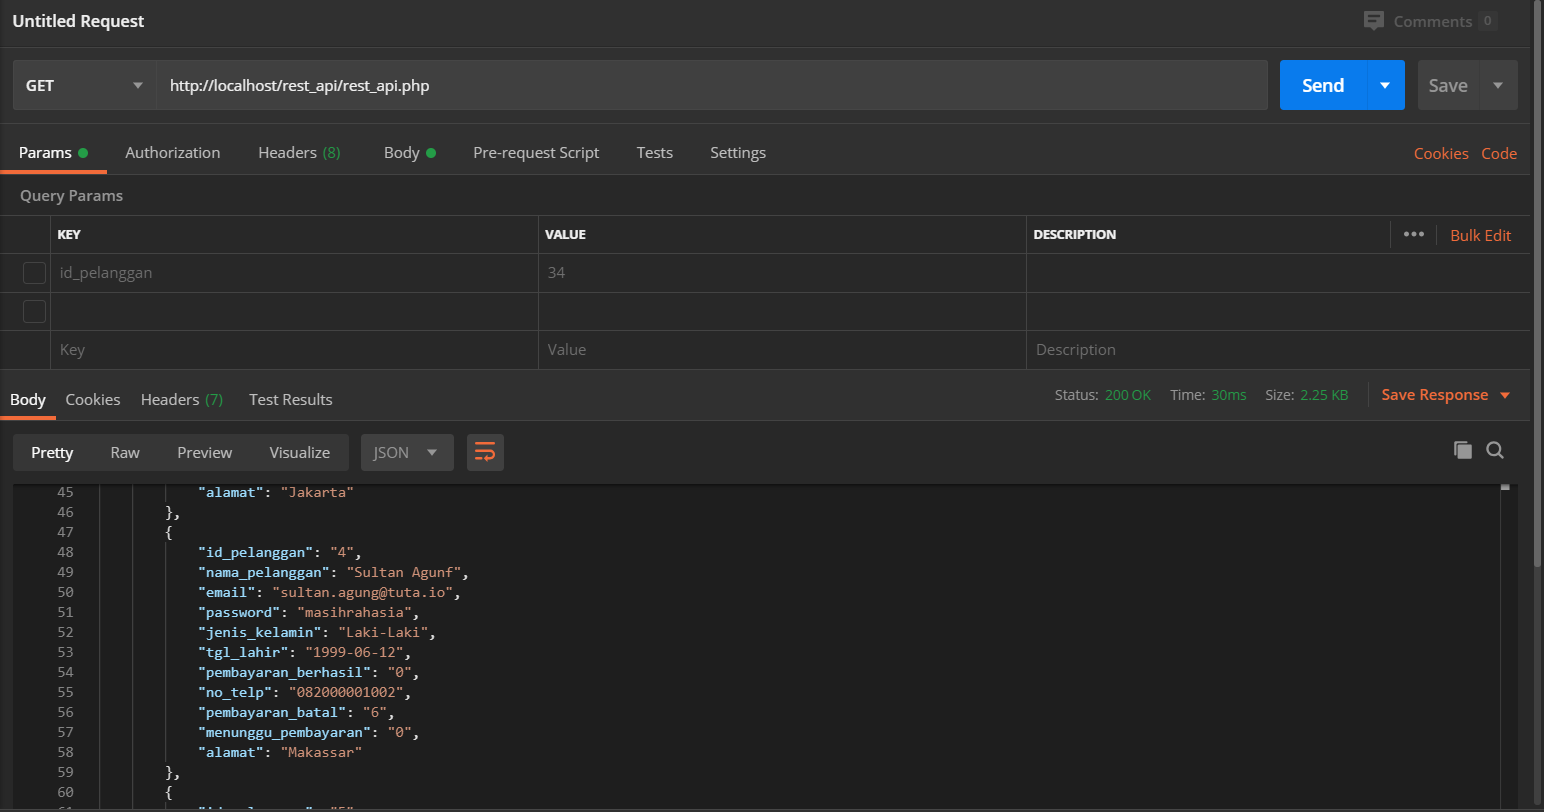 Untitled Request
Comments 0
GET http://localhost/rest_api/rest_api.php Send Save
Params Authorization Headers (8) Body Pre-request Script Tests Settings Cookies Code
Query Params
KEY VALUE DESCRIPTION ••• Bulk Edit
id_pelanggan 34
Key Value Description
Body Cookies Headers (7) Test Results Status: 200 OK Time: 30ms Size: 2.25 KB Save Response
Pretty Raw Preview Visualize JSON
45 "alamat": "Jakarta"
46 },
47 {
48 "id_pelanggan": "4",
49 "nama_pelanggan": "Sultan Agunf",
50 "email": "sultan.agung@tuta.io",
51 "password": "masihrahasia",
52 "jenis_kelamin": "Laki-Laki",
53 "tgl_lahir": "1999-06-12",
54 "pembayaran_berhasil": "0",
55 "no_telp": "082000001002",
56 "pembayaran_batal": "6",
57 "menunggu_pembayaran": "0",
58 "alamat": "Makassar"
59 },
60 {